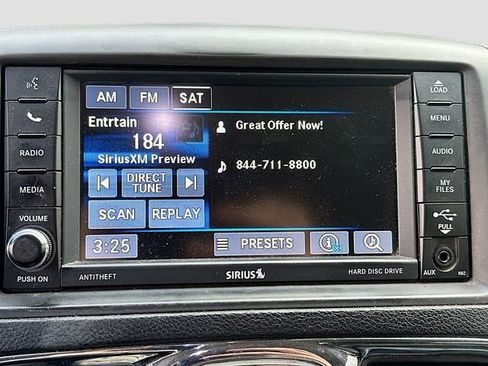 AM FM SAT
LOAD
Entrtain
Great Offer Now!
184
MENU
SiriusXM Preview
844-711-8800
RADIO
DIRECT TUNE
AUDIO
MEDIA
MY FILES
SCAN REPLAY
VOLUME
PULL
3:25
PRESETS
PUSH ON
ANTITHEFT
SIRIUS
HARD DISC DRIVE
AUX
RBZ